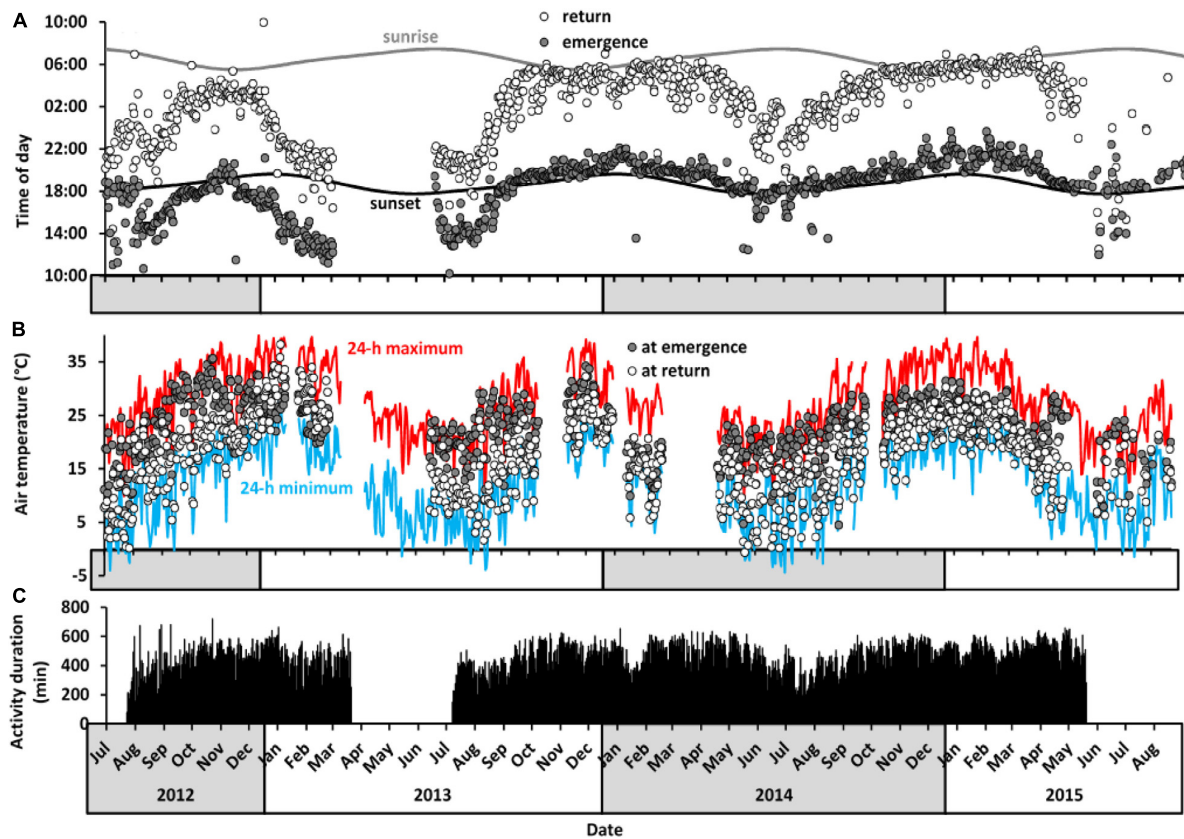 A
10:00
06:00
02:00
22:00
18:00
14:00
10:00
Time of day
return
emergence
sunrise
sunset
B
35
25
15
5
-5
Air temperature (°C)
24-h maximum
24-h minimum
at emergence
at return
C
800
600
400
200
0
Activity duration
(min)
Jul Aug Sep Oct Nov Dec Jan Feb Mar Apr May Jun Jul Aug Sep Oct Nov Dec Jan Feb Mar Apr May Jun Jul Aug Sep Oct Nov Dec Jan Feb Mar Apr May Jun Jul Aug
2012 2013 2014 2015
Date